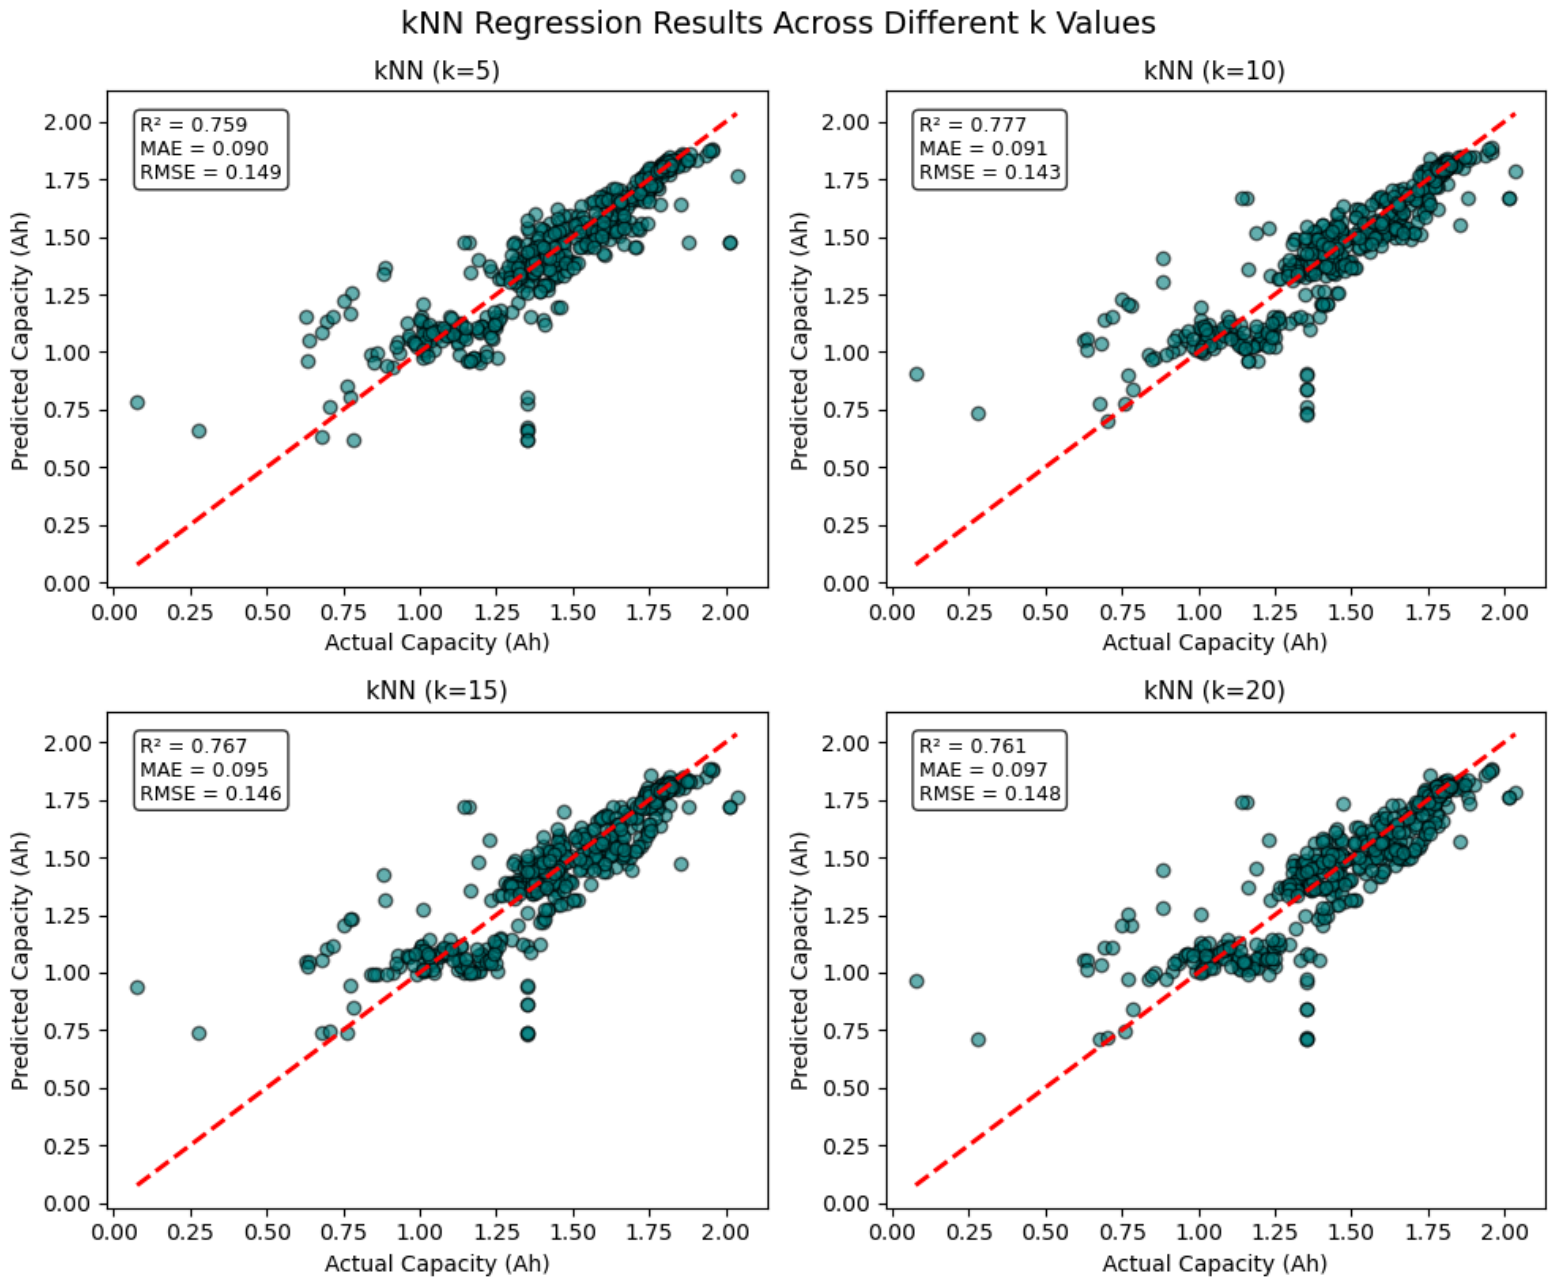 kNN Regression Results Across Different k Values
kNN (k=5)
R² = 0.759
MAE = 0.090
RMSE = 0.149
Predicted Capacity (Ah)
2.00
1.75
1.50
1.25
1.00
0.75
0.50
0.25
0.00
0.00 0.25 0.50 0.75 1.00 1.25 1.50 1.75 2.00
Actual Capacity (Ah)
kNN (k=10)
R² = 0.777
MAE = 0.091
RMSE = 0.143
Predicted Capacity (Ah)
2.00
1.75
1.50
1.25
1.00
0.75
0.50
0.25
0.00
0.00 0.25 0.50 0.75 1.00 1.25 1.50 1.75 2.00
Actual Capacity (Ah)
kNN (k=15)
R² = 0.767
MAE = 0.095
RMSE = 0.146
Predicted Capacity (Ah)
2.00
1.75
1.50
1.25
1.00
0.75
0.50
0.25
0.00
0.00 0.25 0.50 0.75 1.00 1.25 1.50 1.75 2.00
Actual Capacity (Ah)
kNN (k=20)
R² = 0.761
MAE = 0.097
RMSE = 0.148
Predicted Capacity (Ah)
2.00
1.75
1.50
1.25
1.00
0.75
0.50
0.25
0.00
0.00 0.25 0.50 0.75 1.00 1.25 1.50 1.75 2.00
Actual Capacity (Ah)